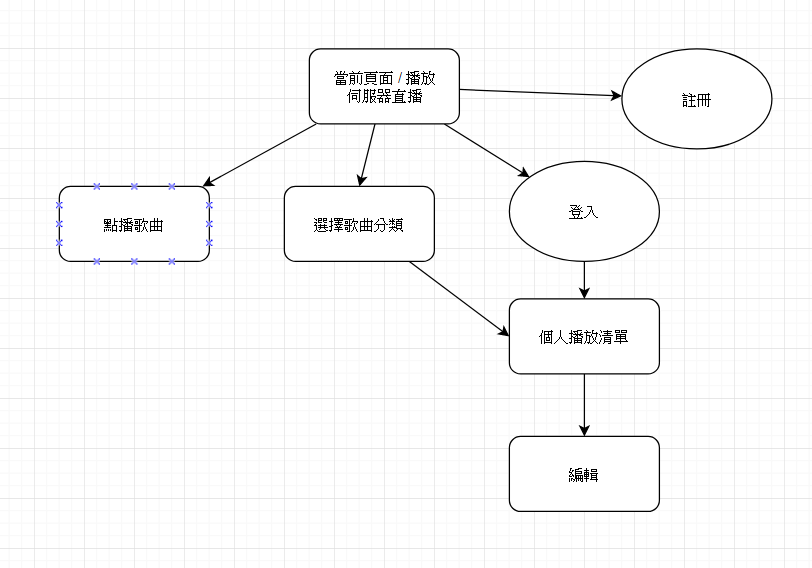 當前頁面 / 播放
伺服器直播
註冊
點播歌曲
選擇歌曲分類
登入
個人播放清單
編輯